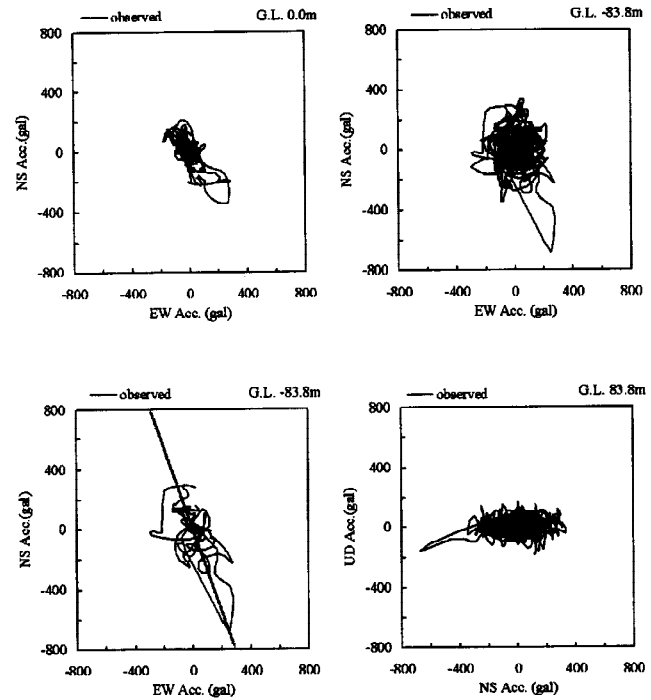 observed G.L. 0.0m
800
400
0
-400
-800
NS Acc.(gal)
-800 -400 0 400 800
EW Acc. (gal)
observed G.L. -83.8m
800
400
0
-400
-800
NS Acc.(gal)
-800 -400 0 400 800
EW Acc. (gal)
observed G.L. -83.8m
800
400
0
-400
-800
NS Acc.(gal)
-800 -400 0 400 800
EW Acc. (gal)
observed G.L. 83.8m
800
400
0
-400
-800
UD Acc.(gal)
-800 -400 0 400 800
NS Acc. (gal)